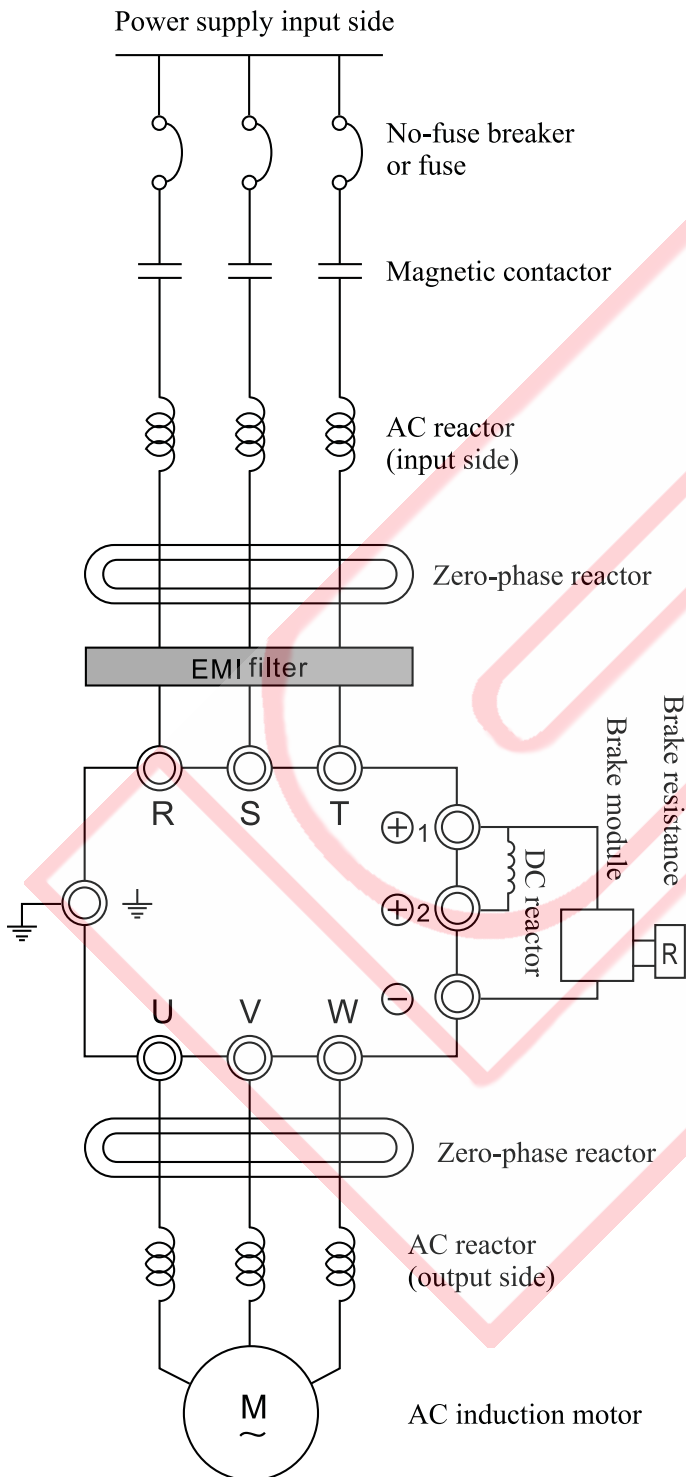 Power supply input side
No-fuse breaker
or fuse
Magnetic contactor
AC reactor
(input side)
Zero-phase reactor
EMI filter
R S T
⊕1
⊕2
⊖
DC reactor
Brake module
Brake resistance
R
U V W
Zero-phase reactor
AC reactor
(output side)
M
~
AC induction motor